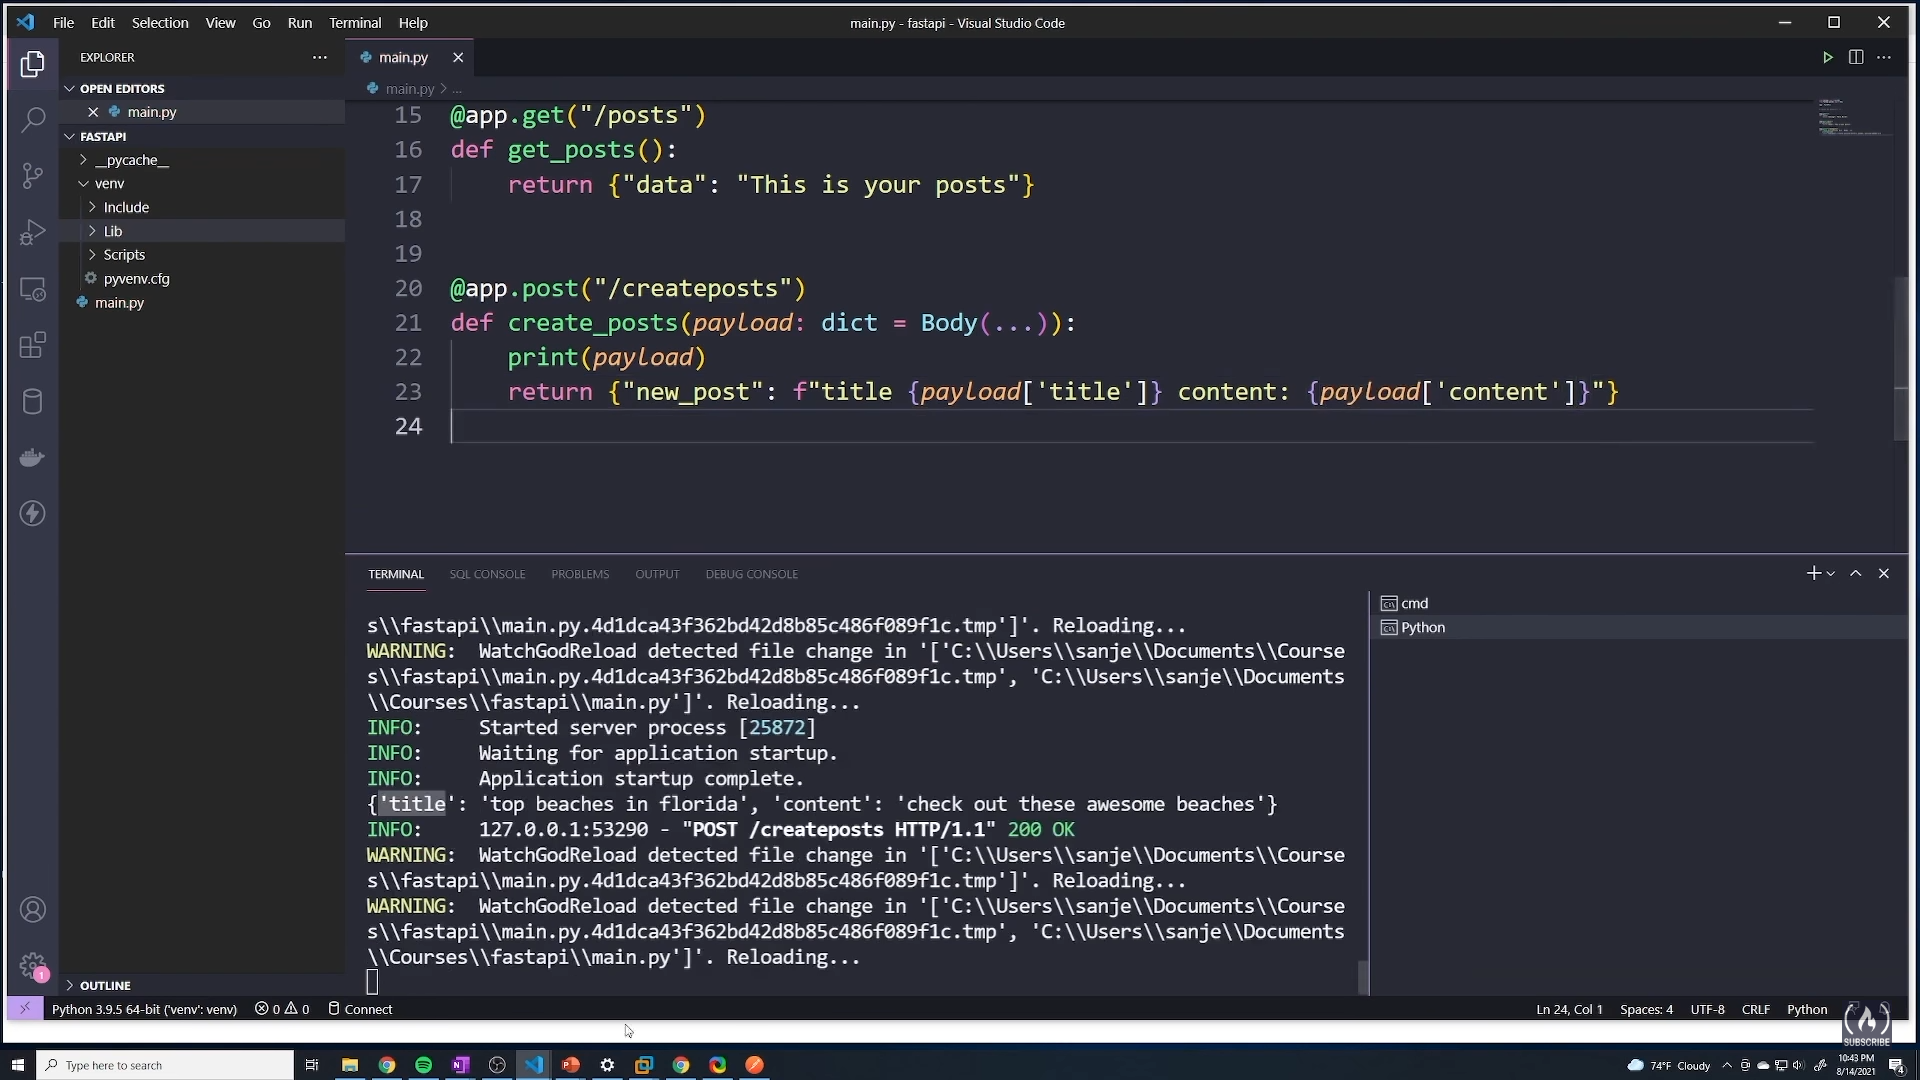 File Edit Selection View Go Run Terminal Help
main.py - fastapi - Visual Studio Code
EXPLORER
OPEN EDITORS
main.py
FASTAPI
__pycache__
venv
Include
Lib
Scripts
pyvenv.cfg
main.py
OUTLINE
main.py
main.py > ...
15 @app.get("/posts")
16 def get_posts():
17 return {"data": "This is your posts"}
18
19
20 @app.post("/createposts")
21 def create_posts(payload: dict = Body(...)):
22 print(payload)
23 return {"new_post": f"title {payload['title']} content: {payload['content']}"}
24
TERMINAL SQL CONSOLE PROBLEMS OUTPUT DEBUG CONSOLE
s\\fastapi\\main.py.4d1dca43f362bd42d8b85c486f089f1c.tmp']'. Reloading...
WARNING: WatchGodReload detected file change in '['C:\\Users\\sanje\\Documents\\Course
s\\fastapi\\main.py.4d1dca43f362bd42d8b85c486f089f1c.tmp', 'C:\\Users\\sanje\\Documents
\\Courses\\fastapi\\main.py']'. Reloading...
INFO: Started server process [25872]
INFO: Waiting for application startup.
INFO: Application startup complete.
{'title': 'top beaches in florida', 'content': 'check out these awesome beaches'}
INFO: 127.0.0.1:53290 - "POST /createposts HTTP/1.1" 200 OK
WARNING: WatchGodReload detected file change in '['C:\\Users\\sanje\\Documents\\Course
s\\fastapi\\main.py.4d1dca43f362bd42d8b85c486f089f1c.tmp']'. Reloading...
WARNING: WatchGodReload detected file change in '['C:\\Users\\sanje\\Documents\\Course
s\\fastapi\\main.py.4d1dca43f362bd42d8b85c486f089f1c.tmp', 'C:\\Users\\sanje\\Documents
\\Courses\\fastapi\\main.py']'. Reloading...
cmd
Python
1
Python 3.9.5 64-bit ('venv': venv) 0 0 Connect
Ln 24, Col 1 Spaces: 4 UTF-8 CRLF Python
SUBSCRIBE
Type here to search
74°F Cloudy
10:43 PM
8/14/2021
4